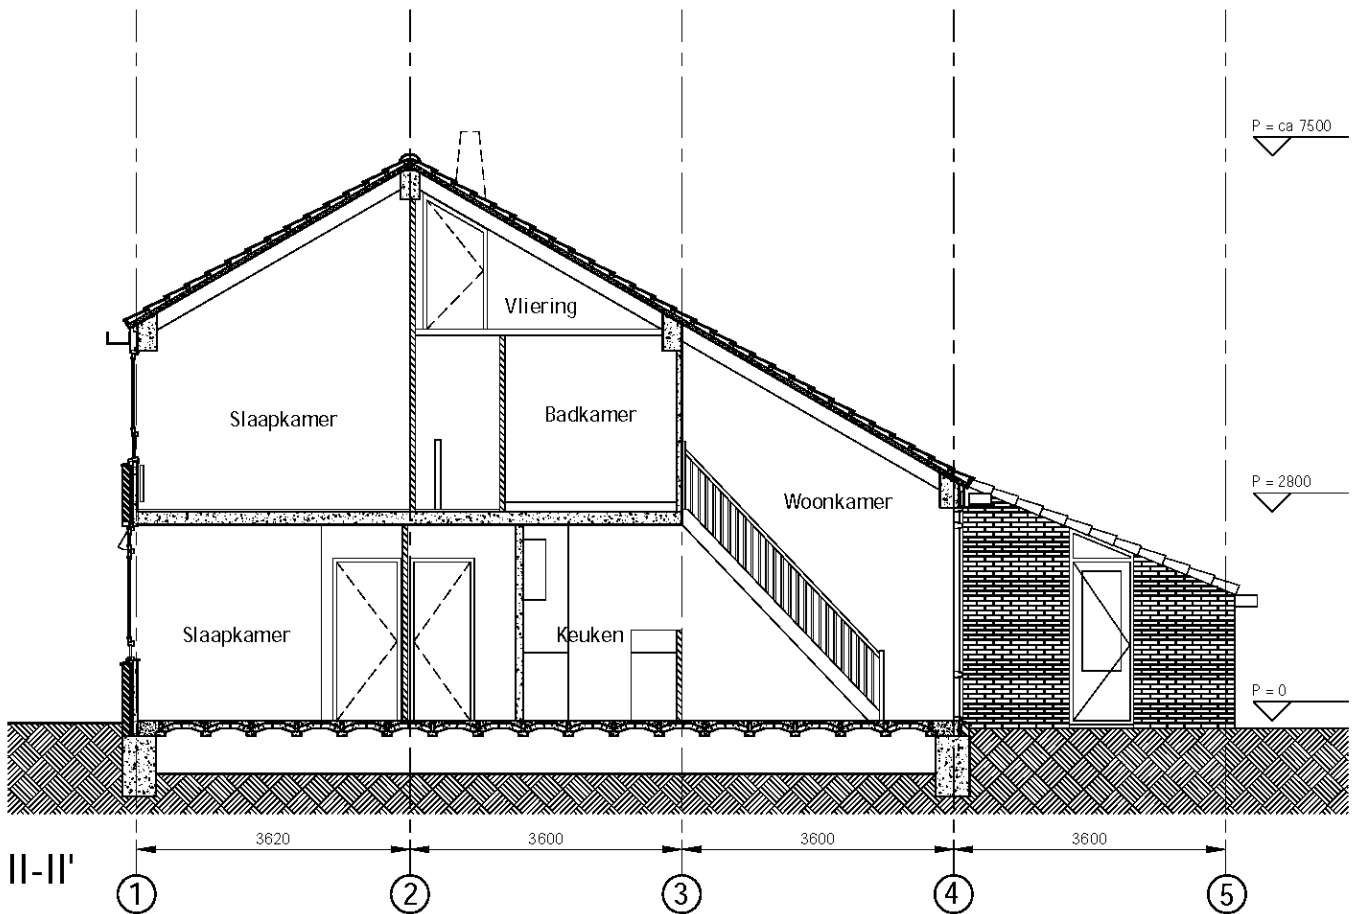 P = ca 7500
Vliering
Slaapkamer
Badkamer
P = 2800
Woonkamer
Slaapkamer
Keuken
P = 0
3620
3600
3600
3600
II-II'
1
2
3
4
5